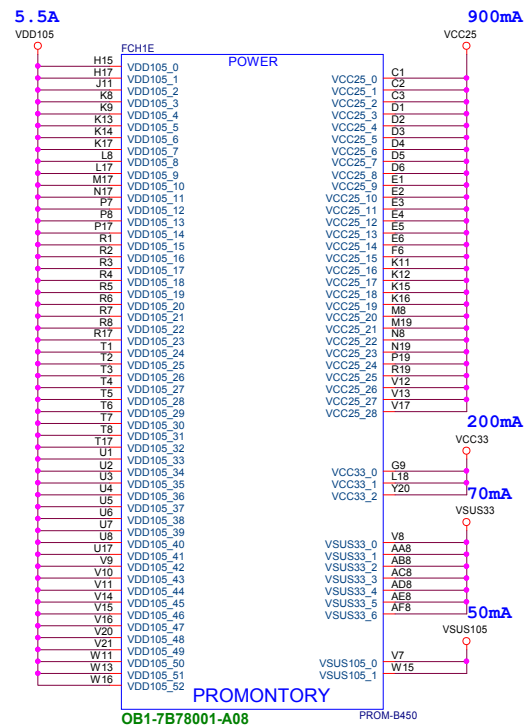 5.5A
900mA
VDD105
VCC25
FCH1E
POWER
H15 VDD105_0
H17 VDD105_1
J11 VDD105_2
K8 VDD105_3
K9 VDD105_4
K13 VDD105_5
K14 VDD105_6
K17 VDD105_7
L8 VDD105_8
L17 VDD105_9
M17 VDD105_10
N17 VDD105_11
P7 VDD105_12
P8 VDD105_13
P17 VDD105_14
R1 VDD105_15
R2 VDD105_16
R3 VDD105_17
R4 VDD105_18
R5 VDD105_19
R6 VDD105_20
R7 VDD105_21
R8 VDD105_22
R17 VDD105_23
T1 VDD105_24
T2 VDD105_25
T3 VDD105_26
T4 VDD105_27
T5 VDD105_28
T6 VDD105_29
T7 VDD105_30
T8 VDD105_31
T17 VDD105_32
U1 VDD105_33
U2 VDD105_34
U3 VDD105_35
U4 VDD105_36
U5 VDD105_37
U6 VDD105_38
U7 VDD105_39
U8 VDD105_40
U17 VDD105_41
V9 VDD105_42
V10 VDD105_43
V11 VDD105_44
V14 VDD105_45
V15 VDD105_46
V16 VDD105_47
V20 VDD105_48
V21 VDD105_49
W11 VDD105_50
W13 VDD105_51
W16 VDD105_52
VCC25_0 C1
VCC25_1 C2
VCC25_2 C3
VCC25_3 D1
VCC25_4 D2
VCC25_5 D3
VCC25_6 D4
VCC25_7 D5
VCC25_8 D6
VCC25_9 E1
VCC25_10 E2
VCC25_11 E3
VCC25_12 E4
VCC25_13 E5
VCC25_14 E6
VCC25_15 F6
VCC25_16 K11
VCC25_17 K12
VCC25_18 K15
VCC25_19 K16
VCC25_20 M8
VCC25_21 M19
VCC25_22 N8
VCC25_23 N19
VCC25_24 P19
VCC25_25 R19
VCC25_26 V12
VCC25_27 V13
VCC25_28 V17
200mA
VCC33
VCC33_0 G9
VCC33_1 L18
VCC33_2 Y20
70mA
VSUS33
VSUS33_0 V8
VSUS33_1 AA8
VSUS33_2 AB8
VSUS33_3 AC8
VSUS33_4 AD8
VSUS33_5 AE8
VSUS33_6 AF8
50mA
VSUS105
VSUS105_0 V7
VSUS105_1 W15
PROMONTORY
OB1-7B78001-A08
PROM-B450